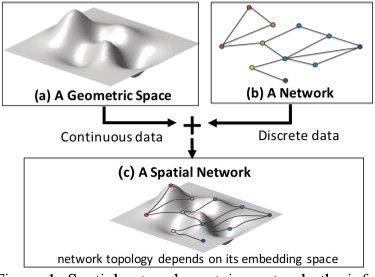 (a) A Geometric Space
(b) A Network
Continuous data
+
Discrete data
(c) A Spatial Network
network topology depends on its embedding space